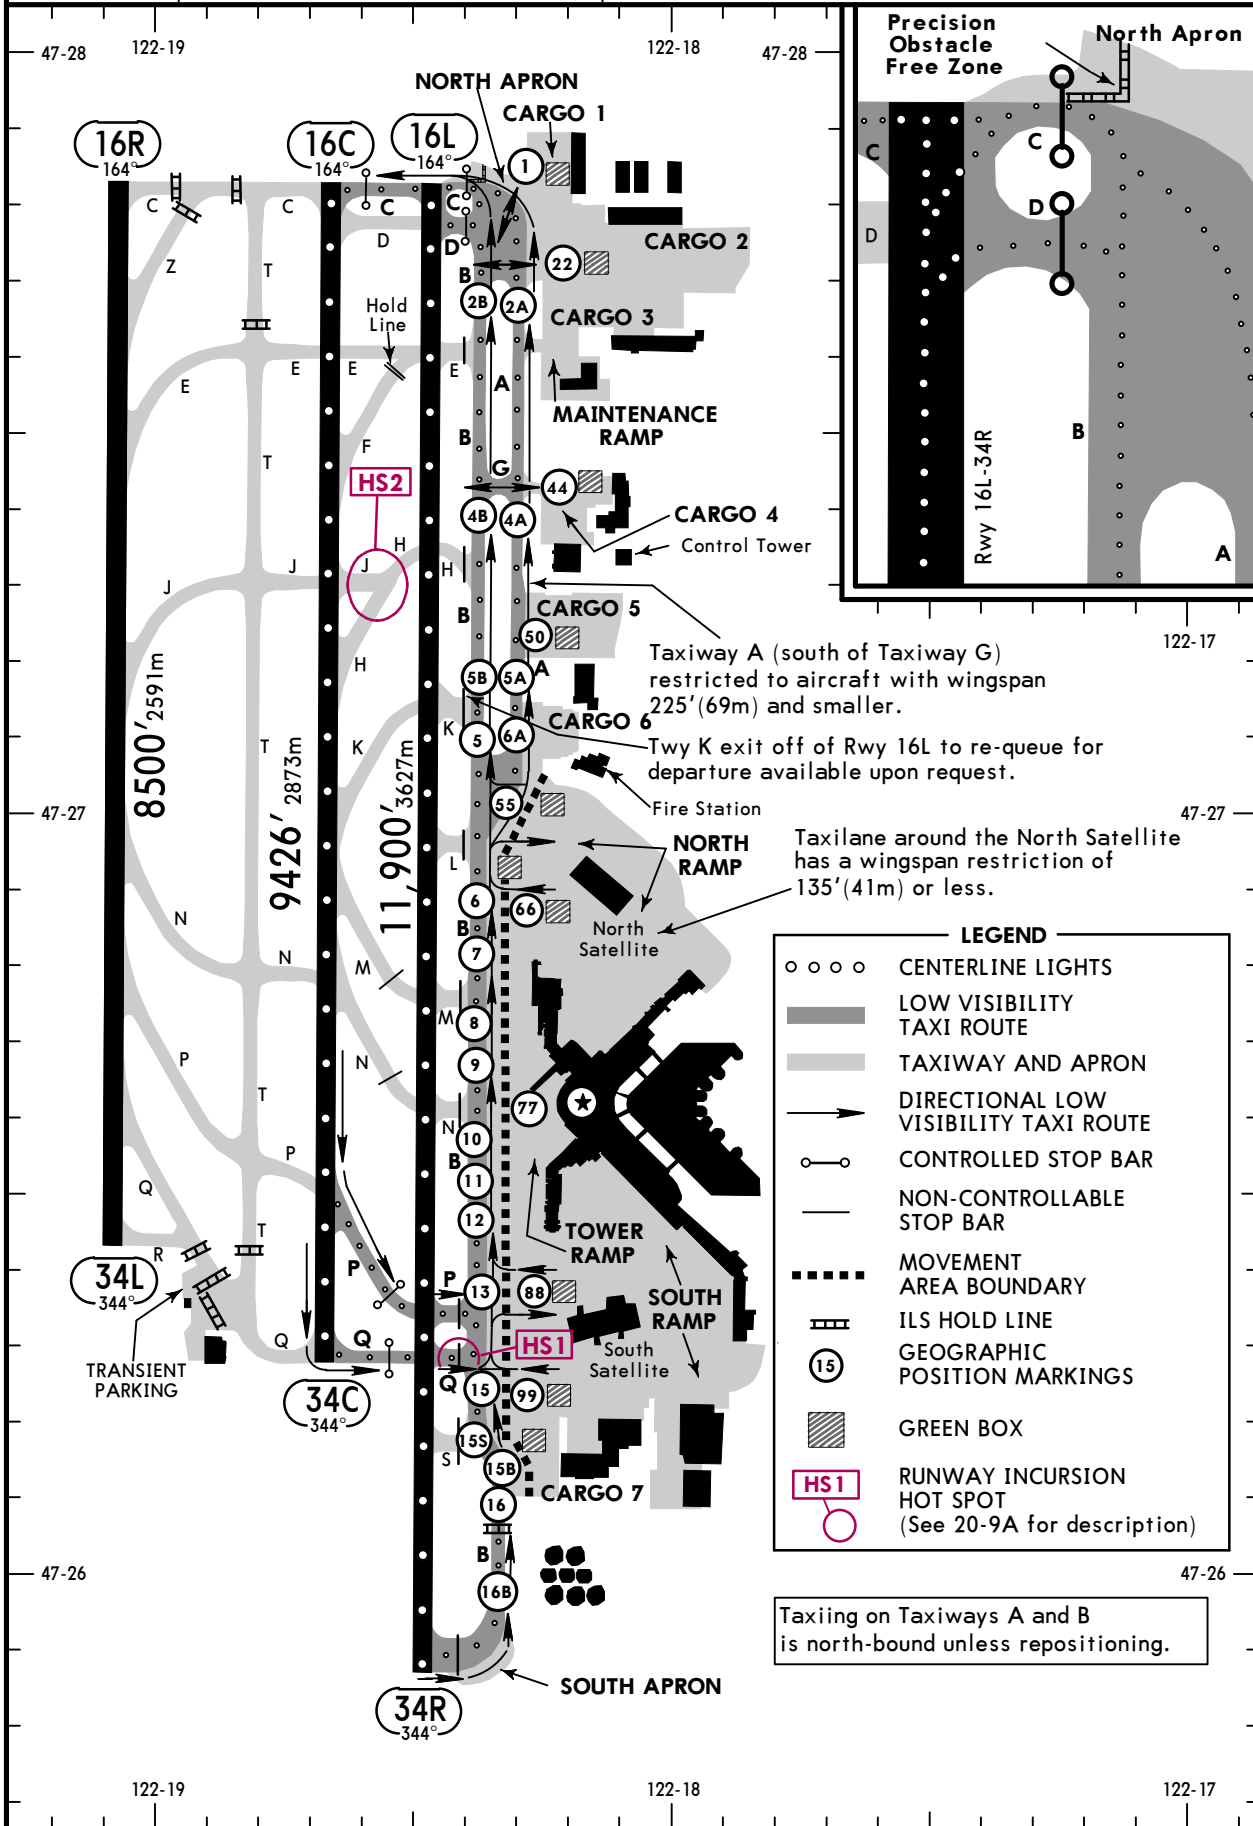 47-28
122-19
122-18
47-28
NORTH APRON
CARGO 1
Precision
Obstacle
Free Zone
North Apron
C
D
C
D
B
A
Rwy 16L-34R
122-17
16R
164°
16C
164°
16L
164°
1
C
C
C
C
D
D
Z
T
B
22
CARGO 2
2B
2A
CARGO 3
Hold
Line
E
E
E
E
A
MAINTENANCE
RAMP
F
B
T
G
HS2
44
4B
4A
CARGO 4
Control Tower
H
J
J
J
H
B
CARGO 5
50
H
5B
5A
A
Taxiway A (south of Taxiway G)
restricted to aircraft with wingspan
225'(69m) and smaller.
CARGO 6
K
K
5
6A
T
Twy K exit off of Rwy 16L to re-queue for
departure available upon request.
8500' 2591m
9426' 2873m
11,900' 3627m
47-27
47-27
55
Fire Station
NORTH
RAMP
Taxilane around the North Satellite
has a wingspan restriction of
135'(41m) or less.
L
6
66
North
Satellite
B
7
N
N
M
M
8
9
P
N
N
T
77
10
B
11
P
12
Q
T
R
TOWER
RAMP
P
P
13
88
SOUTH
RAMP
34L
344°
HS1
South
Satellite
Q
Q
Q
15
99
TRANSIENT
PARKING
34C
344°
15S
S
15B
CARGO 7
16
B
16B
47-26
47-26
SOUTH APRON
34R
344°
LEGEND
CENTERLINE LIGHTS
LOW VISIBILITY
TAXI ROUTE
TAXIWAY AND APRON
DIRECTIONAL LOW
VISIBILITY TAXI ROUTE
CONTROLLED STOP BAR
NON-CONTROLLABLE
STOP BAR
MOVEMENT
AREA BOUNDARY
ILS HOLD LINE
15
GEOGRAPHIC
POSITION MARKINGS
GREEN BOX
HS1
RUNWAY INCURSION
HOT SPOT
(See 20-9A for description)
Taxiing on Taxiways A and B
is north-bound unless repositioning.
122-19
122-18
122-17